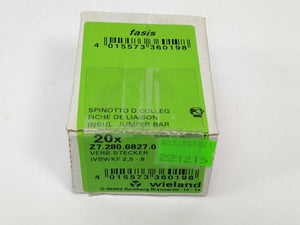 fasis
4 015573 360198
SPINOTTO D COLLEG
FICHE DE LIAISON
INSUL. JUMPER BAR
20x
Z7.280.6827.0
VERB.STECKER
IVBWKF 2,5 - 8
221215
4 015573 360198
wieland